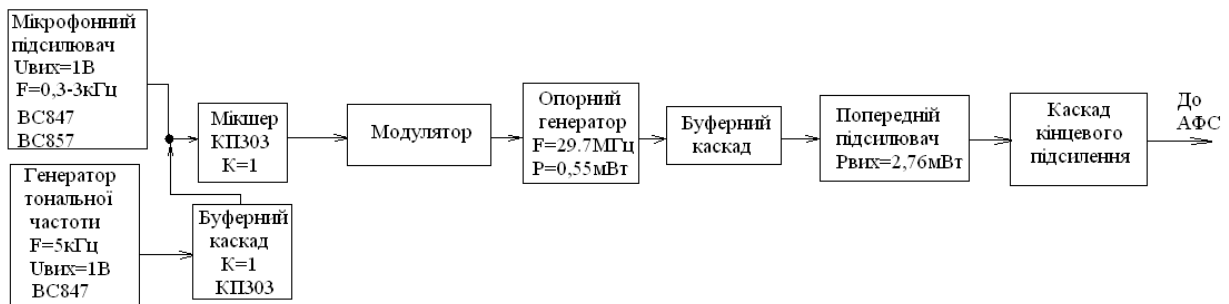 Мікрофонний
підсилювач
Uвих=1В
F=0,3-3кГц
BC847
BC857
Генератор
тональної
частоти
F=5кГц
Uвих=1В
BC847
Мікшер
КП303
К=1
Буферний
каскад
К=1
КП303
Модулятор
Опорний
генератор
F=29.7МГц
P=0,55мВт
Буферний
каскад
Попередній
підсилювач
Рвих=2,76мВт
Каскад
кінцевого
підсилення
До
АФС